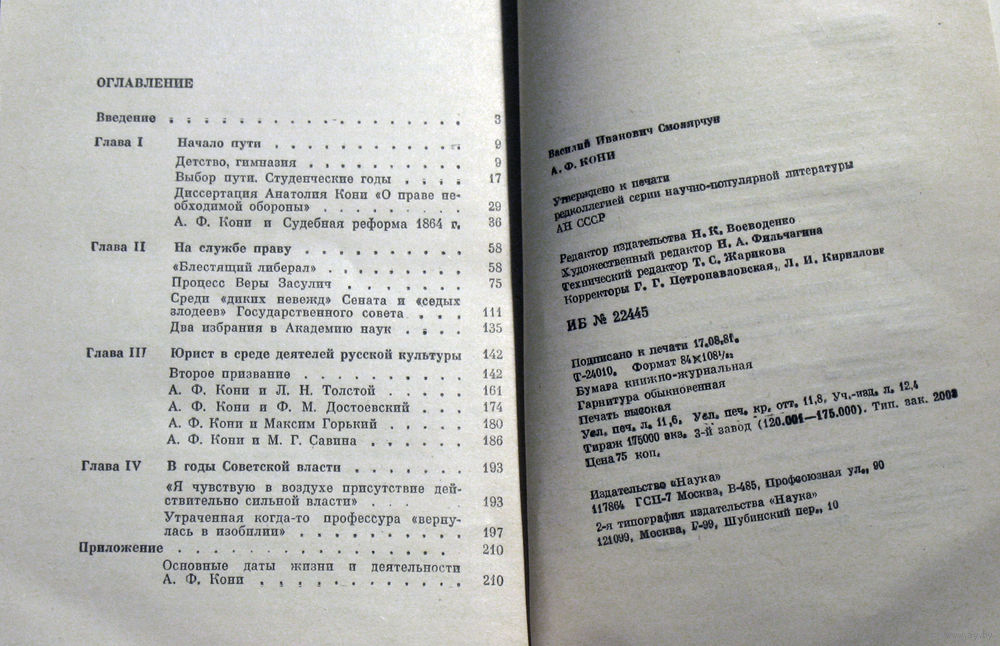 ОГЛАВЛЕНИЕ
Введение . . . . . . . . . . . . . . . 3
Глава I Начало пути . . . . . . . . . . 9
Детство, гимназия . . . . . . . . . 9
Выбор пути. Студенческие годы . . . . 17
Диссертация Анатолия Кони «О праве не-
обходимой обороны» . . . . . . . . 29
А. Ф. Кони и Судебная реформа 1864 г. 36
Глава II На службе праву . . . . . . . . 58
«Блестящий либерал» . . . . . . . . 58
Процесс Веры Засулич . . . . . . . 75
Среди «диких невежд» Сената и «седых
злодеев» Государственного совета . . . 111
Два избрания в Академию наук . . . . 135
Глава III Юрист в среде деятелей русской культуры 142
Второе призвание . . . . . . . . . 142
А. Ф. Кони и Л. Н. Толстой . . . . . 161
А. Ф. Кони и Ф. М. Достоевский . . . 174
А. Ф. Кони и Максим Горький . . . . 180
А. Ф. Кони и М. Г. Савина . . . . . . 186
Глава IV В годы Советской власти . . . . . . 193
«Я чувствую в воздухе присутствие дей-
ствительно сильной власти» . . . . . 193
Утраченная когда-то профессура «верну-
лась в изобилии» . . . . . . . . . 197
Приложение . . . . . . . . . . . . . . 210
Основные даты жизни и деятельности
А. Ф. Кони . . . . . . . . . . . 210
Василий Иванович Смолярчук
А. Ф. КОНИ
Утверждено к печати
редколлегией серии научно-популярной литературы
АН СССР
Редактор издательства Н. К. Воеводенко
Художественный редактор Н. А. Фильчагина
Технический редактор Т. С. Жарикова
Корректоры Г. Г. Петропавловская, Л. И. Кириллова
ИБ № 22445
Подписано к печати 17.08.81.
Т-24010. Формат 84×108¹/₃₂
Бумага книжно-журнальная
Гарнитура обыкновенная
Печать высокая
Усл. печ. л. 11,6. Усл. печ. кр. отт. 11,8. Уч.-изд. л. 12,4
Тираж 175000 экз. 3-й завод (120.001—175.000). Тип. зак. 2003
Цена 75 коп.
Издательство «Наука»
117864 ГСП-7 Москва, В-485, Профсоюзная ул., 90
2-я типография издательства «Наука»
121099, Москва, Г-99, Шубинский пер., 10
www.ay.by